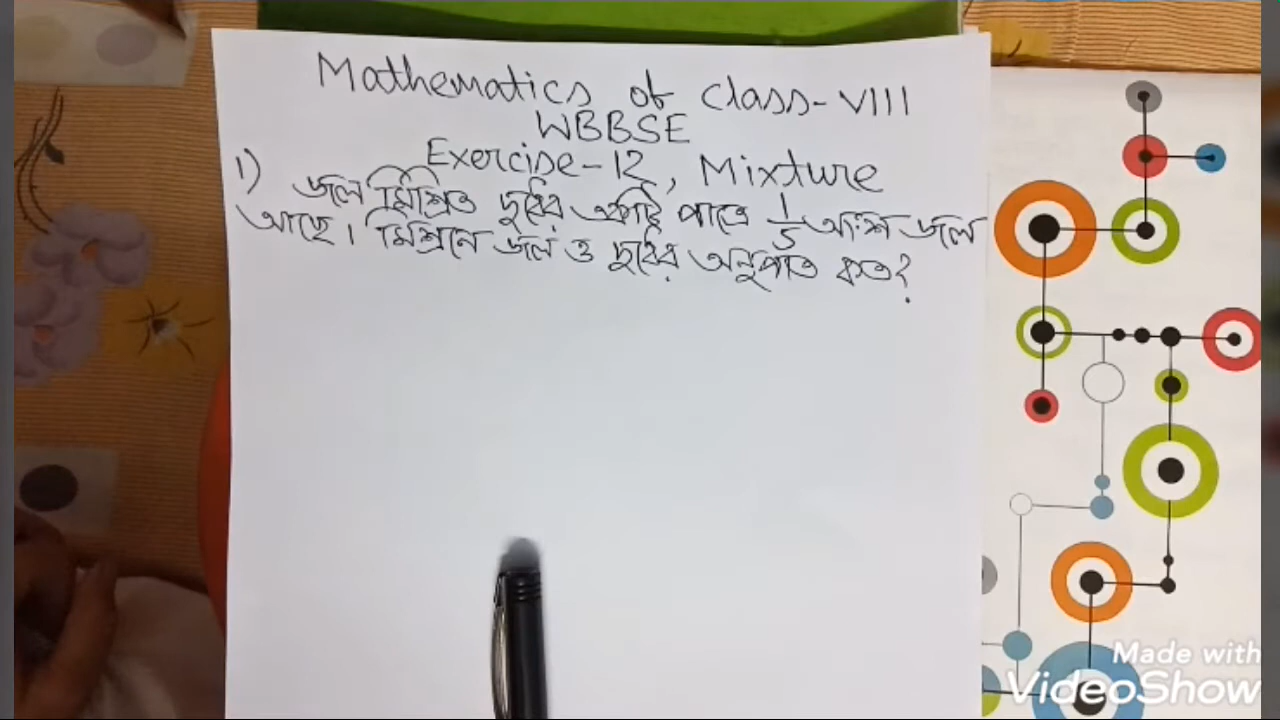 Mathematics of Class-VIII
WBBSE
Exercise-12, Mixture
1) জল মিশ্রিত দুধের একটি পাত্রে 1/5 অংশ জল
আছে। মিশ্রনে জল ও দুধের অনুপাত কত?
Made with
VideoShow